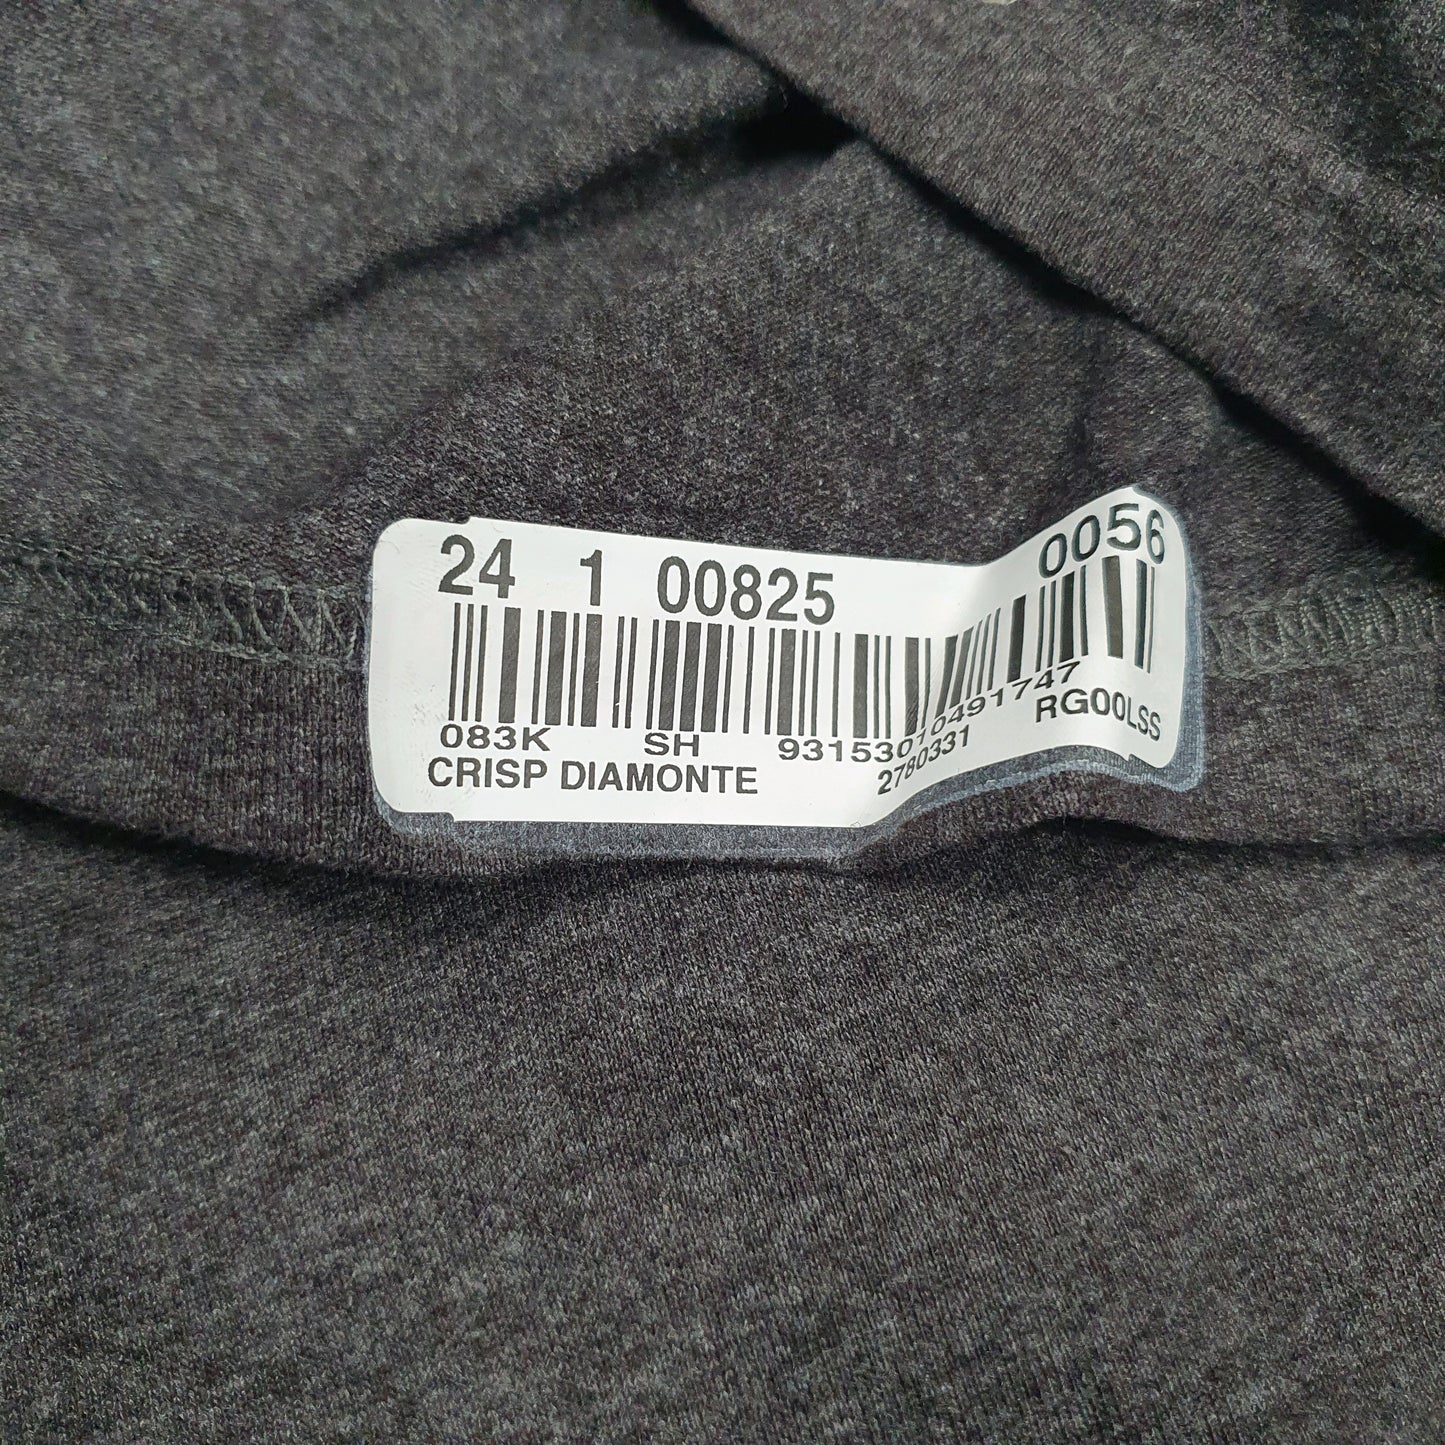 24 1 00825 0056
083K SH 9315301049174​7 RG00LSS
CRISP DIAMONTE 2780331